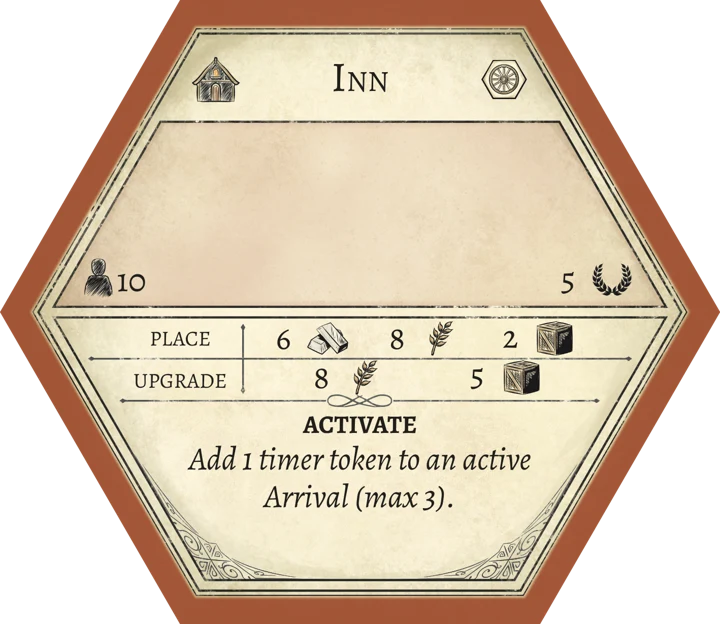 Inn
10 5
PLACE 6 8 2
UPGRADE 8 5
ACTIVATE
Add 1 timer token to an active
Arrival (max 3).